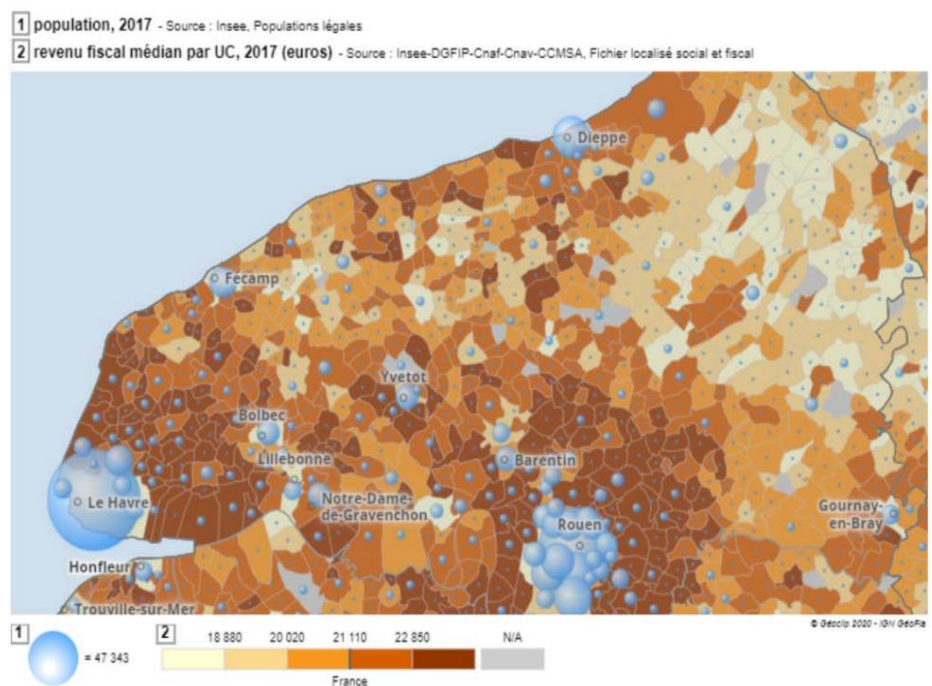 1 population, 2017 - Source : Insee, Populations légales
2 revenu fiscal médian par UC, 2017 (euros) - Source : Insee-DGFIP-Cnaf-Cnav-CCMSA, Fichier localisé social et fiscal
Dieppe
Fécamp
Yvetot
Bolbec
Lillebonne
Barentin
Le Havre
Notre-Dame-
de-Gravenchon
Gournay-
en-Bray
Rouen
Honfleur
Trouville-sur-Mer
© Géoclip 2020 - IGN GéoFla
1
= 47 343
2
18 880 20 020 21 110 22 850 N/A
France